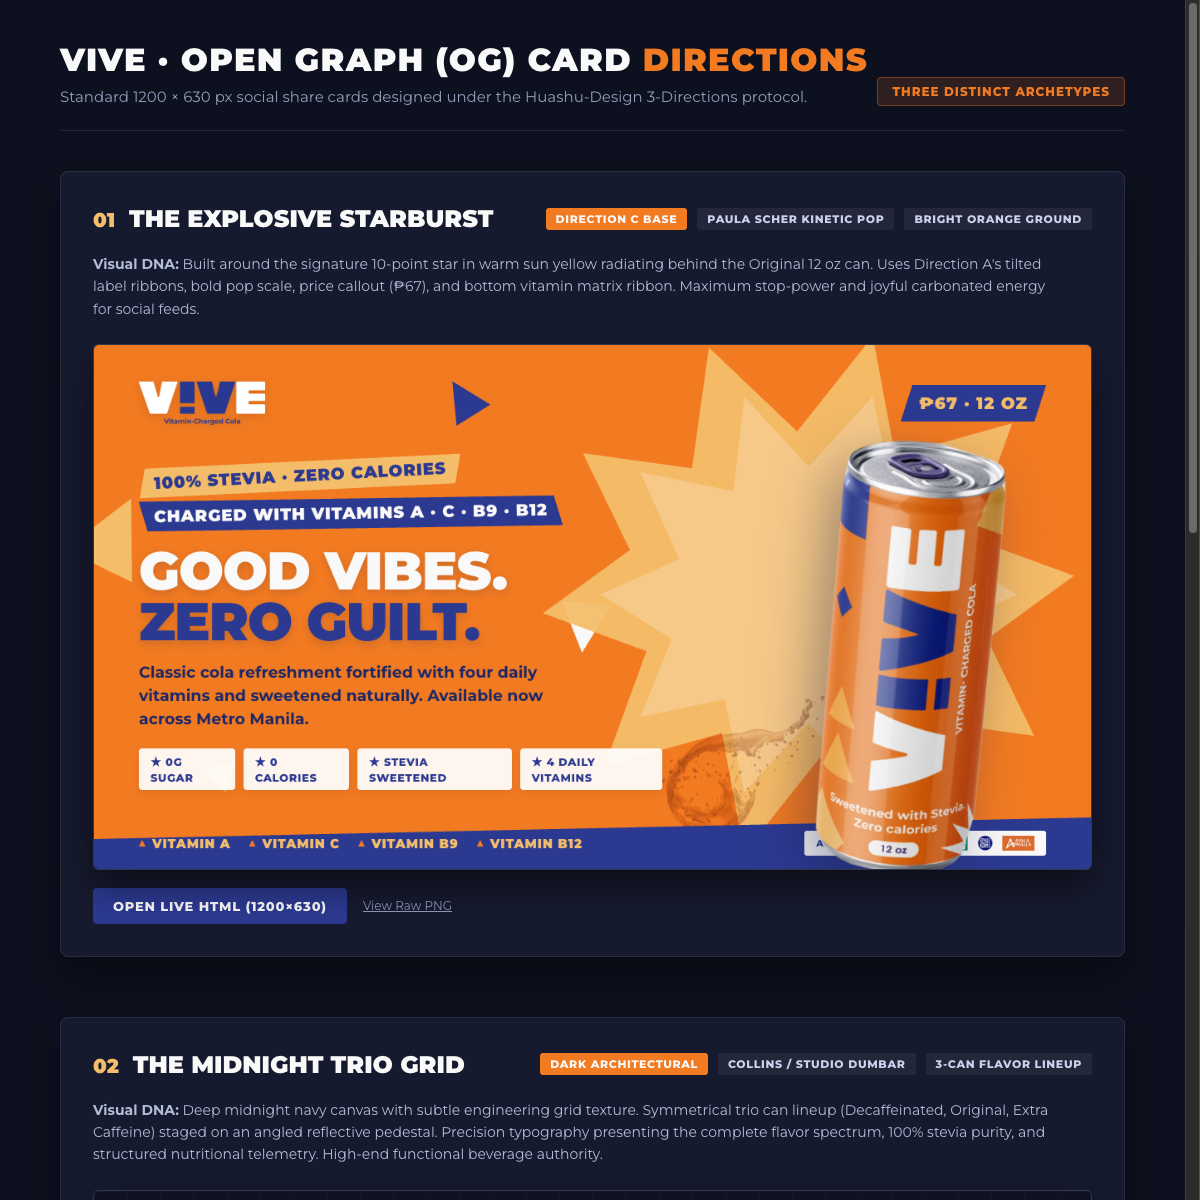 VIVE · OPEN GRAPH (OG) CARD DIRECTIONS
Standard 1200 × 630 px social share cards designed under the Huashu-Design 3-Directions protocol.
THREE DISTINCT ARCHETYPES
01 THE EXPLOSIVE STARBURST
DIRECTION C BASE
PAULA SCHER KINETIC POP
BRIGHT ORANGE GROUND
Visual DNA: Built around the signature 10-point star in warm sun yellow radiating behind the Original 12 oz can. Uses Direction A's tilted
label ribbons, bold pop scale, price callout (₱67), and bottom vitamin matrix ribbon. Maximum stop-power and joyful carbonated energy
for social feeds.
V!VE
Vitamin-Charged Cola
₱67 · 12 OZ
100% STEVIA · ZERO CALORIES
CHARGED WITH VITAMINS A · C · B9 · B12
GOOD VIBES.
ZERO GUILT.
Classic cola refreshment fortified with four daily
vitamins and sweetened naturally. Available now
across Metro Manila.
★ 0G
SUGAR
★ 0
CALORIES
★ STEVIA
SWEETENED
★ 4 DAILY
VITAMINS
V!VE
VITAMIN- CHARGED COLA
Sweetened with Stevia.
Zero calories
12 oz
▲ VITAMIN A ▲ VITAMIN C ▲ VITAMIN B9 ▲ VITAMIN B12
A
OPEN LIVE HTML (1200×630)
View Raw PNG
02 THE MIDNIGHT TRIO GRID
DARK ARCHITECTURAL
COLLINS / STUDIO DUMBAR
3-CAN FLAVOR LINEUP
Visual DNA: Deep midnight navy canvas with subtle engineering grid texture. Symmetrical trio can lineup (Decaffeinated, Original, Extra
Caffeine) staged on an angled reflective pedestal. Precision typography presenting the complete flavor spectrum, 100% stevia purity, and
structured nutritional telemetry. High-end functional beverage authority.